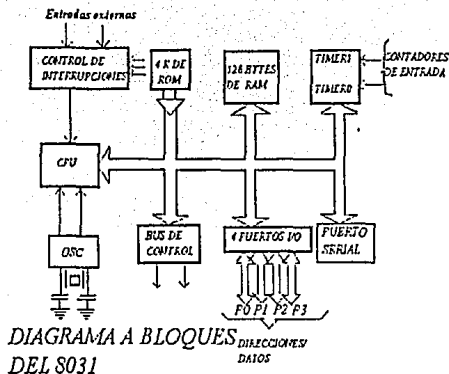 Entradas externas
CONTROL DE
INTERRUPCIONES
4 K DE
ROM
128 BYTES
DE RAM
TIMER1
TIMER0
CONTADORES
DE ENTRADA
CPU
OSC
BUS DE
CONTROL
4 PUERTOS I/O
PUERTO
SERIAL
P0 P1 P2 P3
DIRECCIONES/
DATOS
DIAGRAMA A BLOQUES
DEL 8031